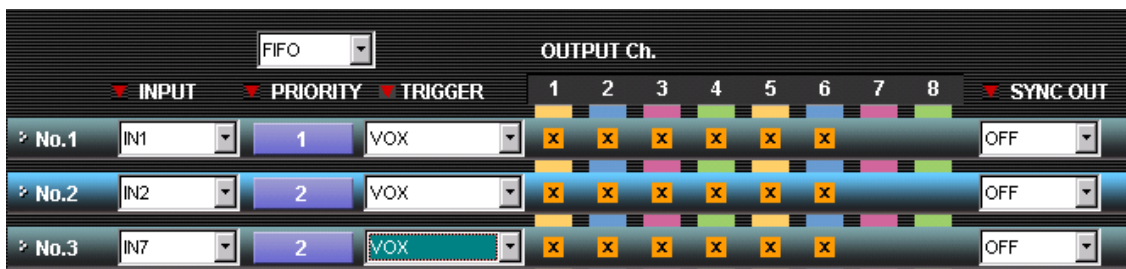 FIFO OUTPUT Ch.
INPUT PRIORITY TRIGGER 1 2 3 4 5 6 7 8 SYNC OUT
No.1 IN1 1 VOX x x x x x x OFF
No.2 IN2 2 VOX x x x x x x OFF
No.3 IN7 2 VOX x x x x x x OFF